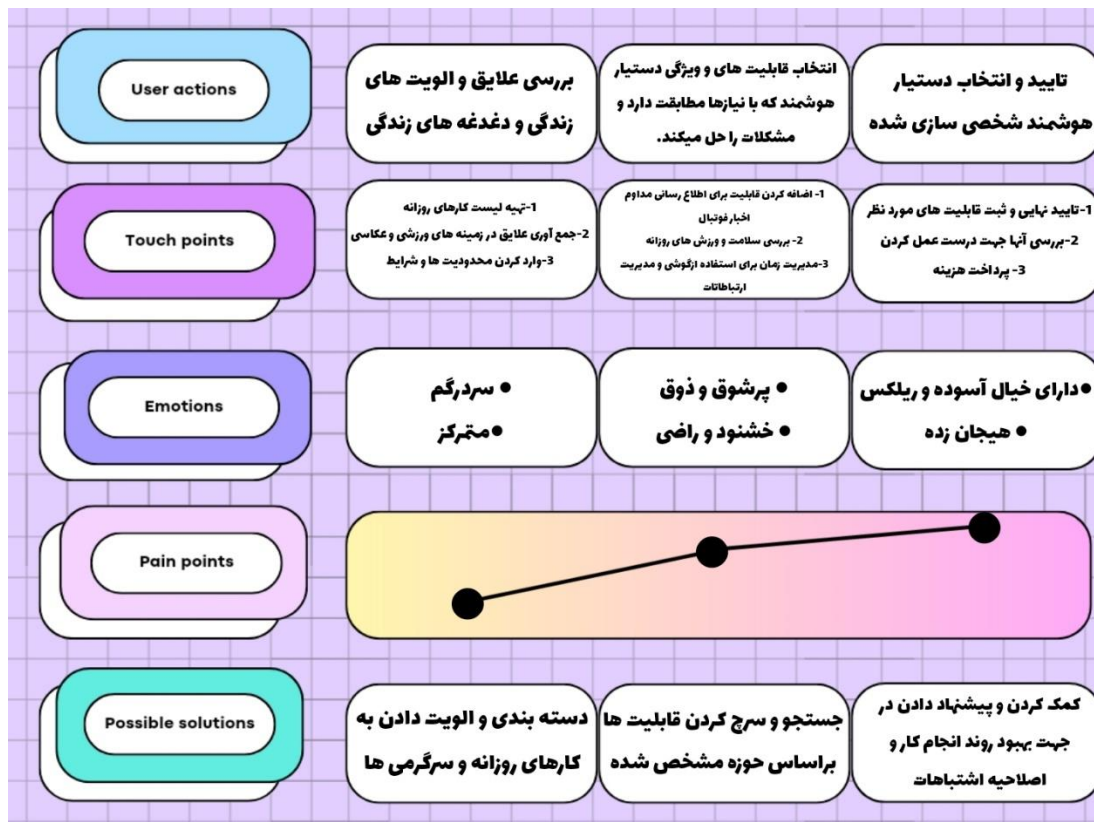 User actions
بررسی علایق و الویت های
زندگی و دغدغه های زندگی
انتخاب قابلیت های و ویژگی دستیار
هوشمند که با نیازها مطابقت دارد و
مشکلات را حل میکند.
تایید و انتخاب دستیار
هوشمند شخصی سازی شده
Touch points
1-تهیه لیست کارهای روزانه
2-جمع آوری علایق در زمینه های ورزشی و عکاسی
3-وارد کردن محدودیت ها و شرایط
1- اضافه کردن قابلیت برای اطلاع رسانی مداوم
اخبار فوتبال
2- بررسی سلامت و ورزش های روزانه
3-مدیریت زمان برای استفاده ازگوشی و مدیریت
ارتباطاتات
1-تایید نهایی و ثبت قابلیت های مورد نظر
2-بررسی آنها جهت درست عمل کردن
3- پرداخت هزینه
Emotions
● سردرگم
●متمرکز
● پرشوق و ذوق
● خشنود و راضی
●دارای خیال آسوده و ریلکس
● هیجان زده
Pain points
Possible solutions
دسته بندی و الویت دادن به
کارهای روزانه و سرگرمی ها
جستجو و سرچ کردن قابلیت ها
براساس حوزه مشخص شده
کمک کردن و پیشنهاد دادن در
جهت بهبود روند انجام کار و
اصلاحیه اشتباهات